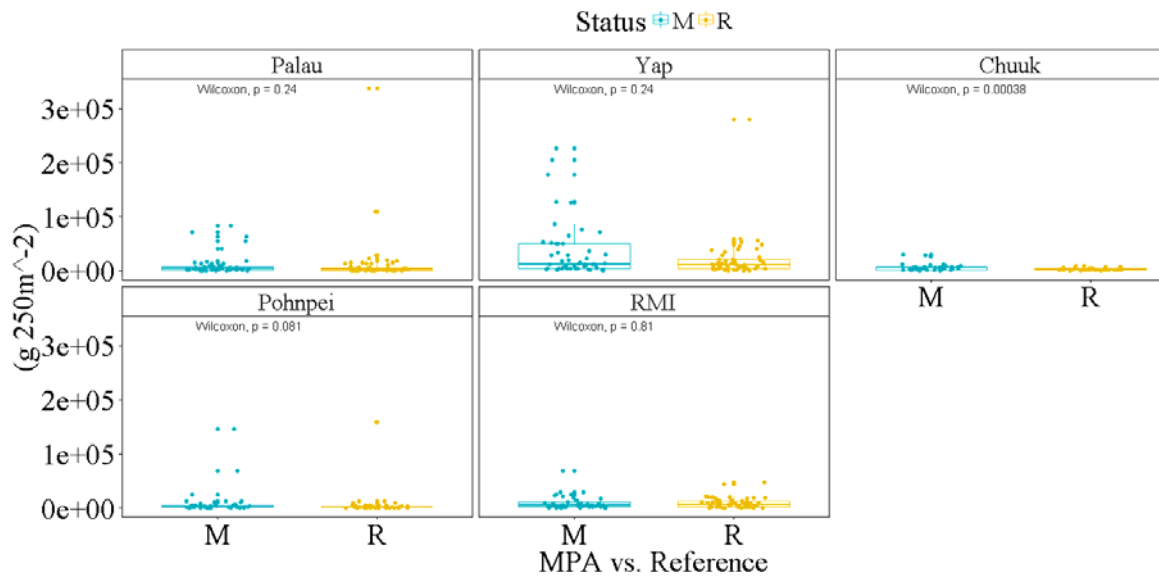 Status M R
Palau
Yap
Chuuk
Wilcoxon, p = 0.24
Wilcoxon, p = 0.24
Wilcoxon, p = 0.00038
3e+05
2e+05
1e+05
0e+00
M
R
Pohnpei
RMI
Wilcoxon, p = 0.081
Wilcoxon, p = 0.81
3e+05
2e+05
1e+05
0e+00
M
R
M
R
(g 250m^-2)
MPA vs. Reference